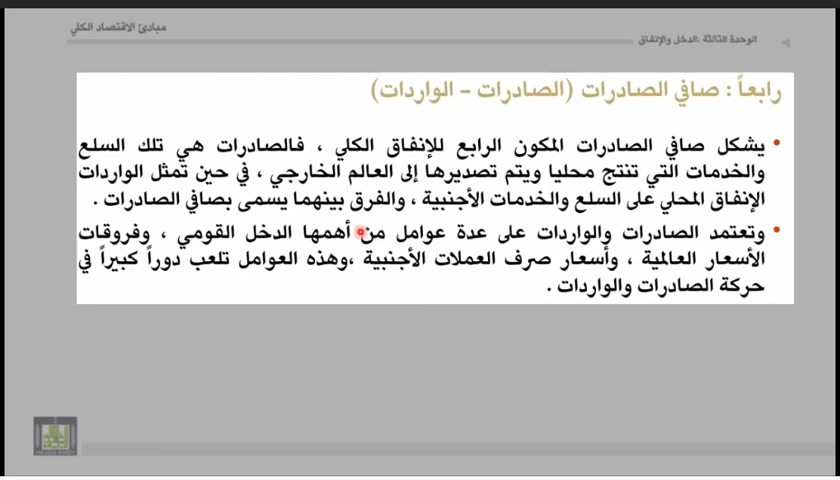 مبادئ الاقتصاد الكلي
الوحدة الثالثة :الدخل والإنفاق
رابعاً : صافي الصادرات (الصادرات – الواردات)
• يشكل صافي الصادرات المكون الرابع للإنفاق الكلي ، فالصادرات هي تلك السلع
والخدمات التي تنتج محليا ويتم تصديرها إلى العالم الخارجي ، في حين تمثل الواردات
الإنفاق المحلي على السلع والخدمات الأجنبية ، والفرق بينهما يسمى بصافي الصادرات .
• وتعتمد الصادرات والواردات على عدة عوامل من أهمها الدخل القومي ، وفروقات
الأسعار العالمية ، وأسعار صرف العملات الأجنبية ،وهذه العوامل تلعب دوراً كبيراً في
حركة الصادرات والواردات .